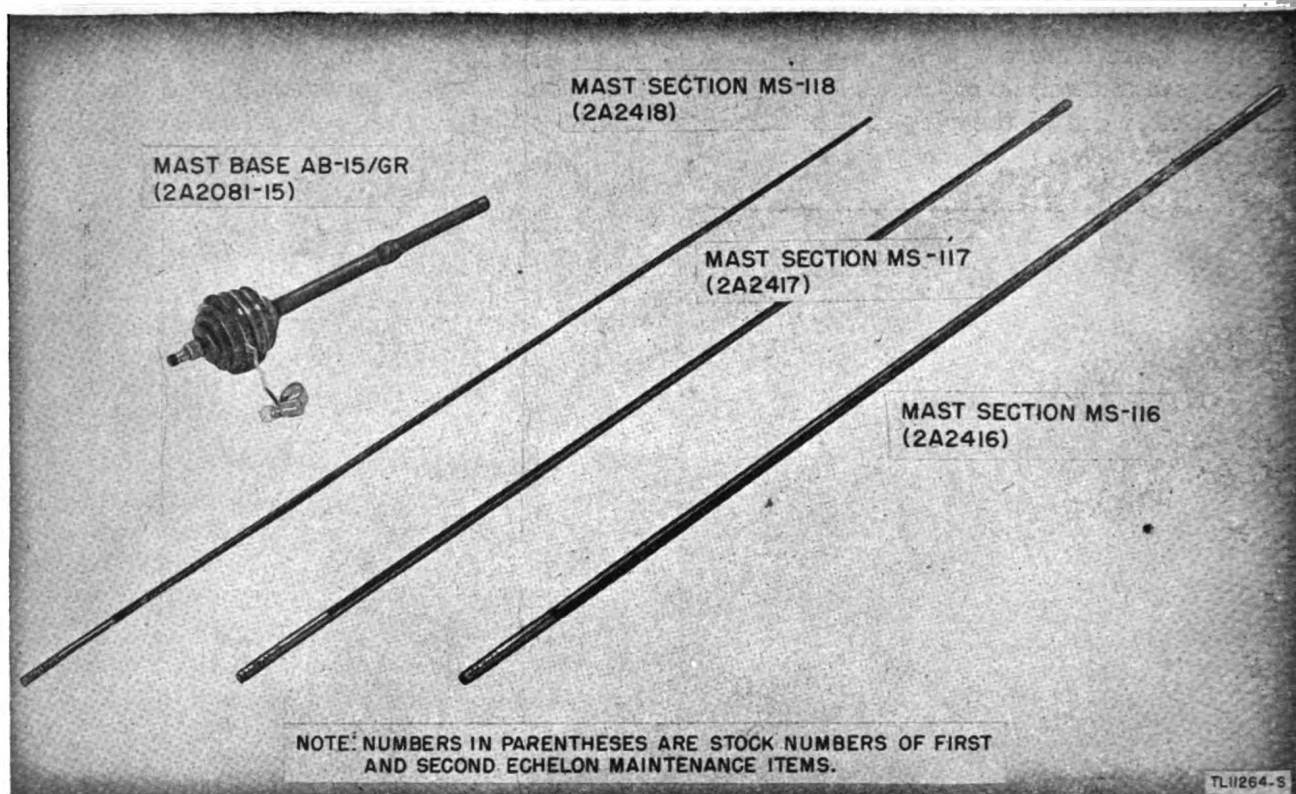 MAST SECTION MS-118
(2A2418)
MAST BASE AB-15/GR
(2A2081-15)
MAST SECTION MS-117
(2A2417)
MAST SECTION MS-116
(2A2416)
NOTE: NUMBERS IN PARENTHESES ARE STOCK NUMBERS OF FIRST
AND SECOND ECHELON MAINTENANCE ITEMS.
TL11264-S